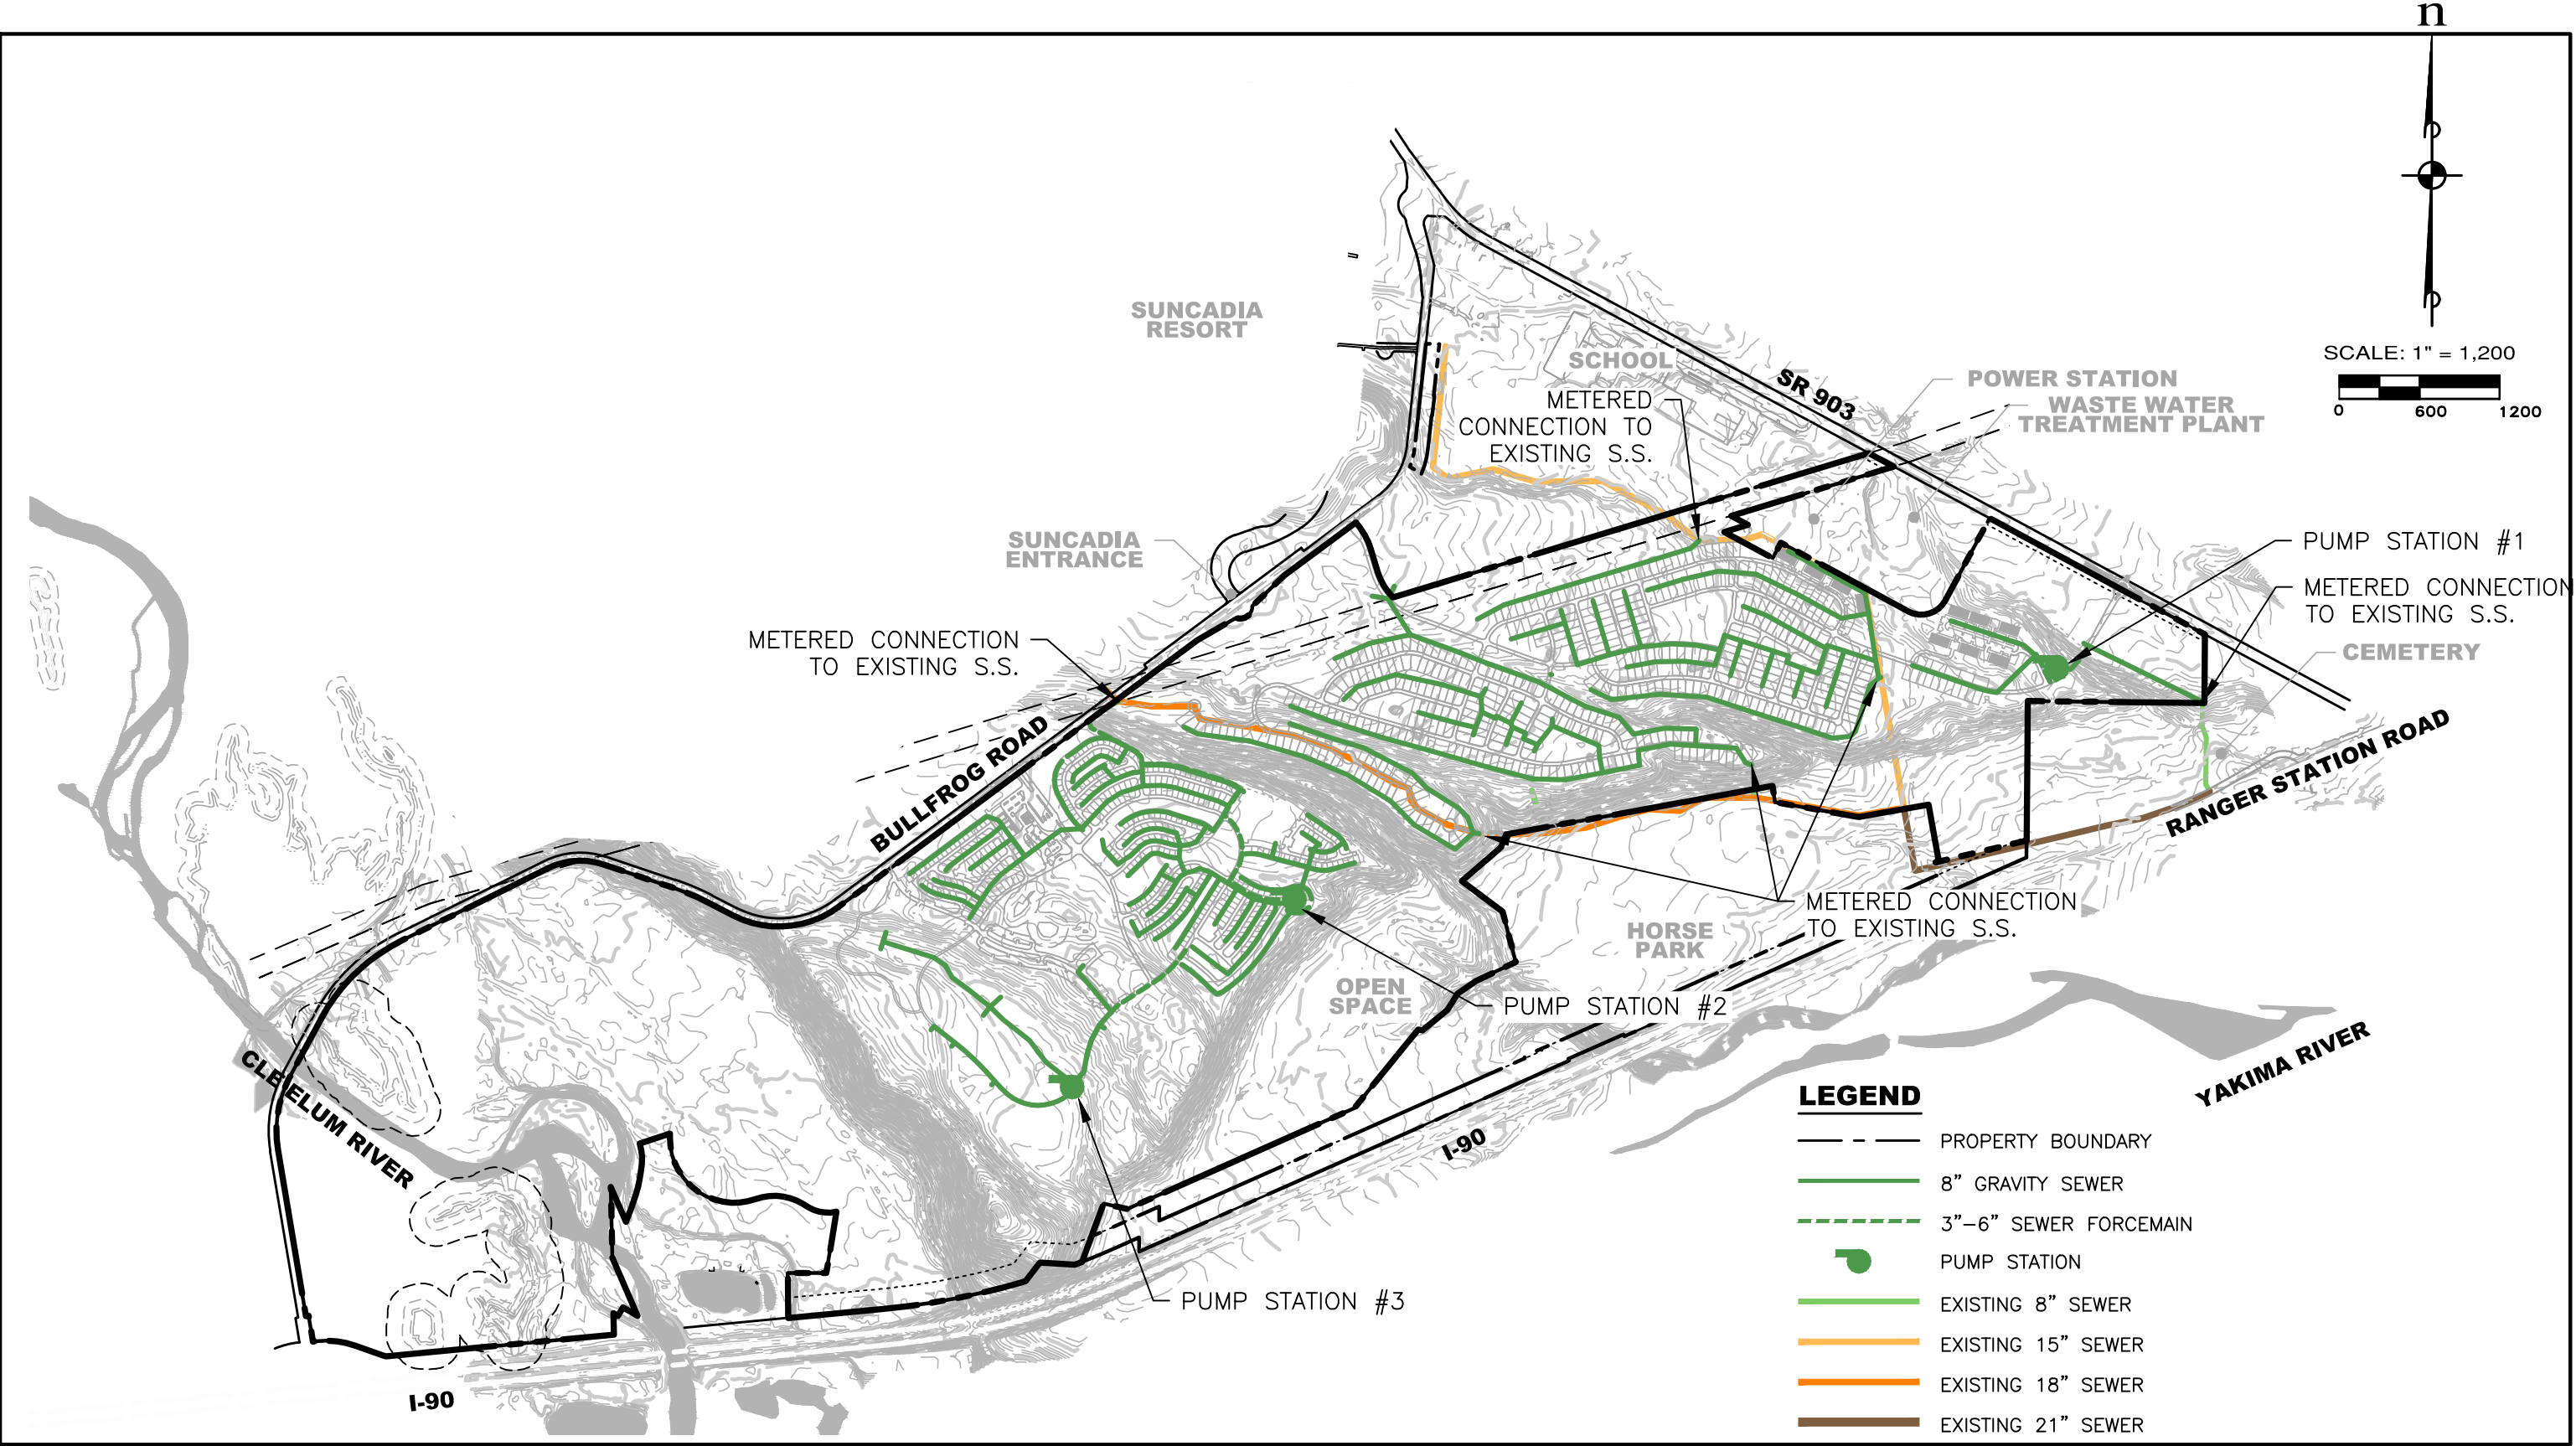 n
SCALE: 1" = 1,200
0 600 1200
SUNCADIA
RESORT
SCHOOL
SR 903
POWER STATION
WASTE WATER
TREATMENT PLANT
METERED
CONNECTION TO
EXISTING S.S.
SUNCADIA
ENTRANCE
PUMP STATION #1
METERED CONNECTION
TO EXISTING S.S.
CEMETERY
METERED CONNECTION
TO EXISTING S.S.
BULLFROG ROAD
RANGER STATION ROAD
METERED CONNECTION
TO EXISTING S.S.
HORSE
PARK
OPEN
SPACE
PUMP STATION #2
CLE ELUM RIVER
YAKIMA RIVER
I-90
PUMP STATION #3
I-90
LEGEND
PROPERTY BOUNDARY
8" GRAVITY SEWER
3"-6" SEWER FORCEMAIN
PUMP STATION
EXISTING 8" SEWER
EXISTING 15" SEWER
EXISTING 18" SEWER
EXISTING 21" SEWER